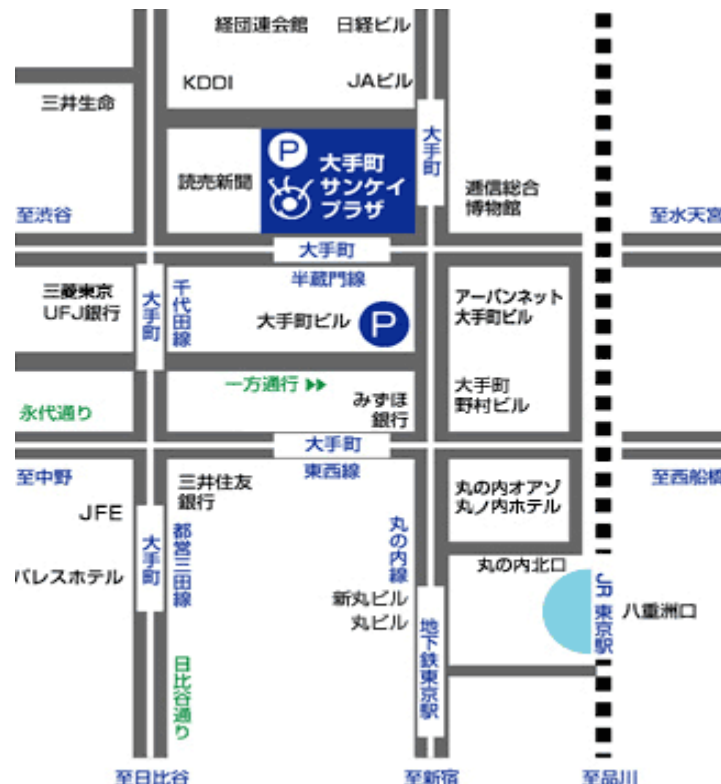 経団連会館
日経ビル
KDDI
JAビル
三井生命
大手町
P
大手町
サンケイ
プラザ
読売新聞
逓信総合
博物館
至渋谷
至水天宮
大手町
半蔵門線
三菱東京
UFJ銀行
大手町
千代田線
大手町ビル
P
アーバンネット
大手町ビル
一方通行
みずほ
銀行
大手町
野村ビル
永代通り
大手町
東西線
至中野
至西船橋
三井住友
銀行
JFE
丸の内オアゾ
丸ノ内ホテル
大手町
都営三田線
丸の内線
パレスホテル
丸の内北口
新丸ビル
丸ビル
地下鉄東京駅
JR 東京駅
八重洲口
日比谷通り
至日比谷
至新宿
至品川